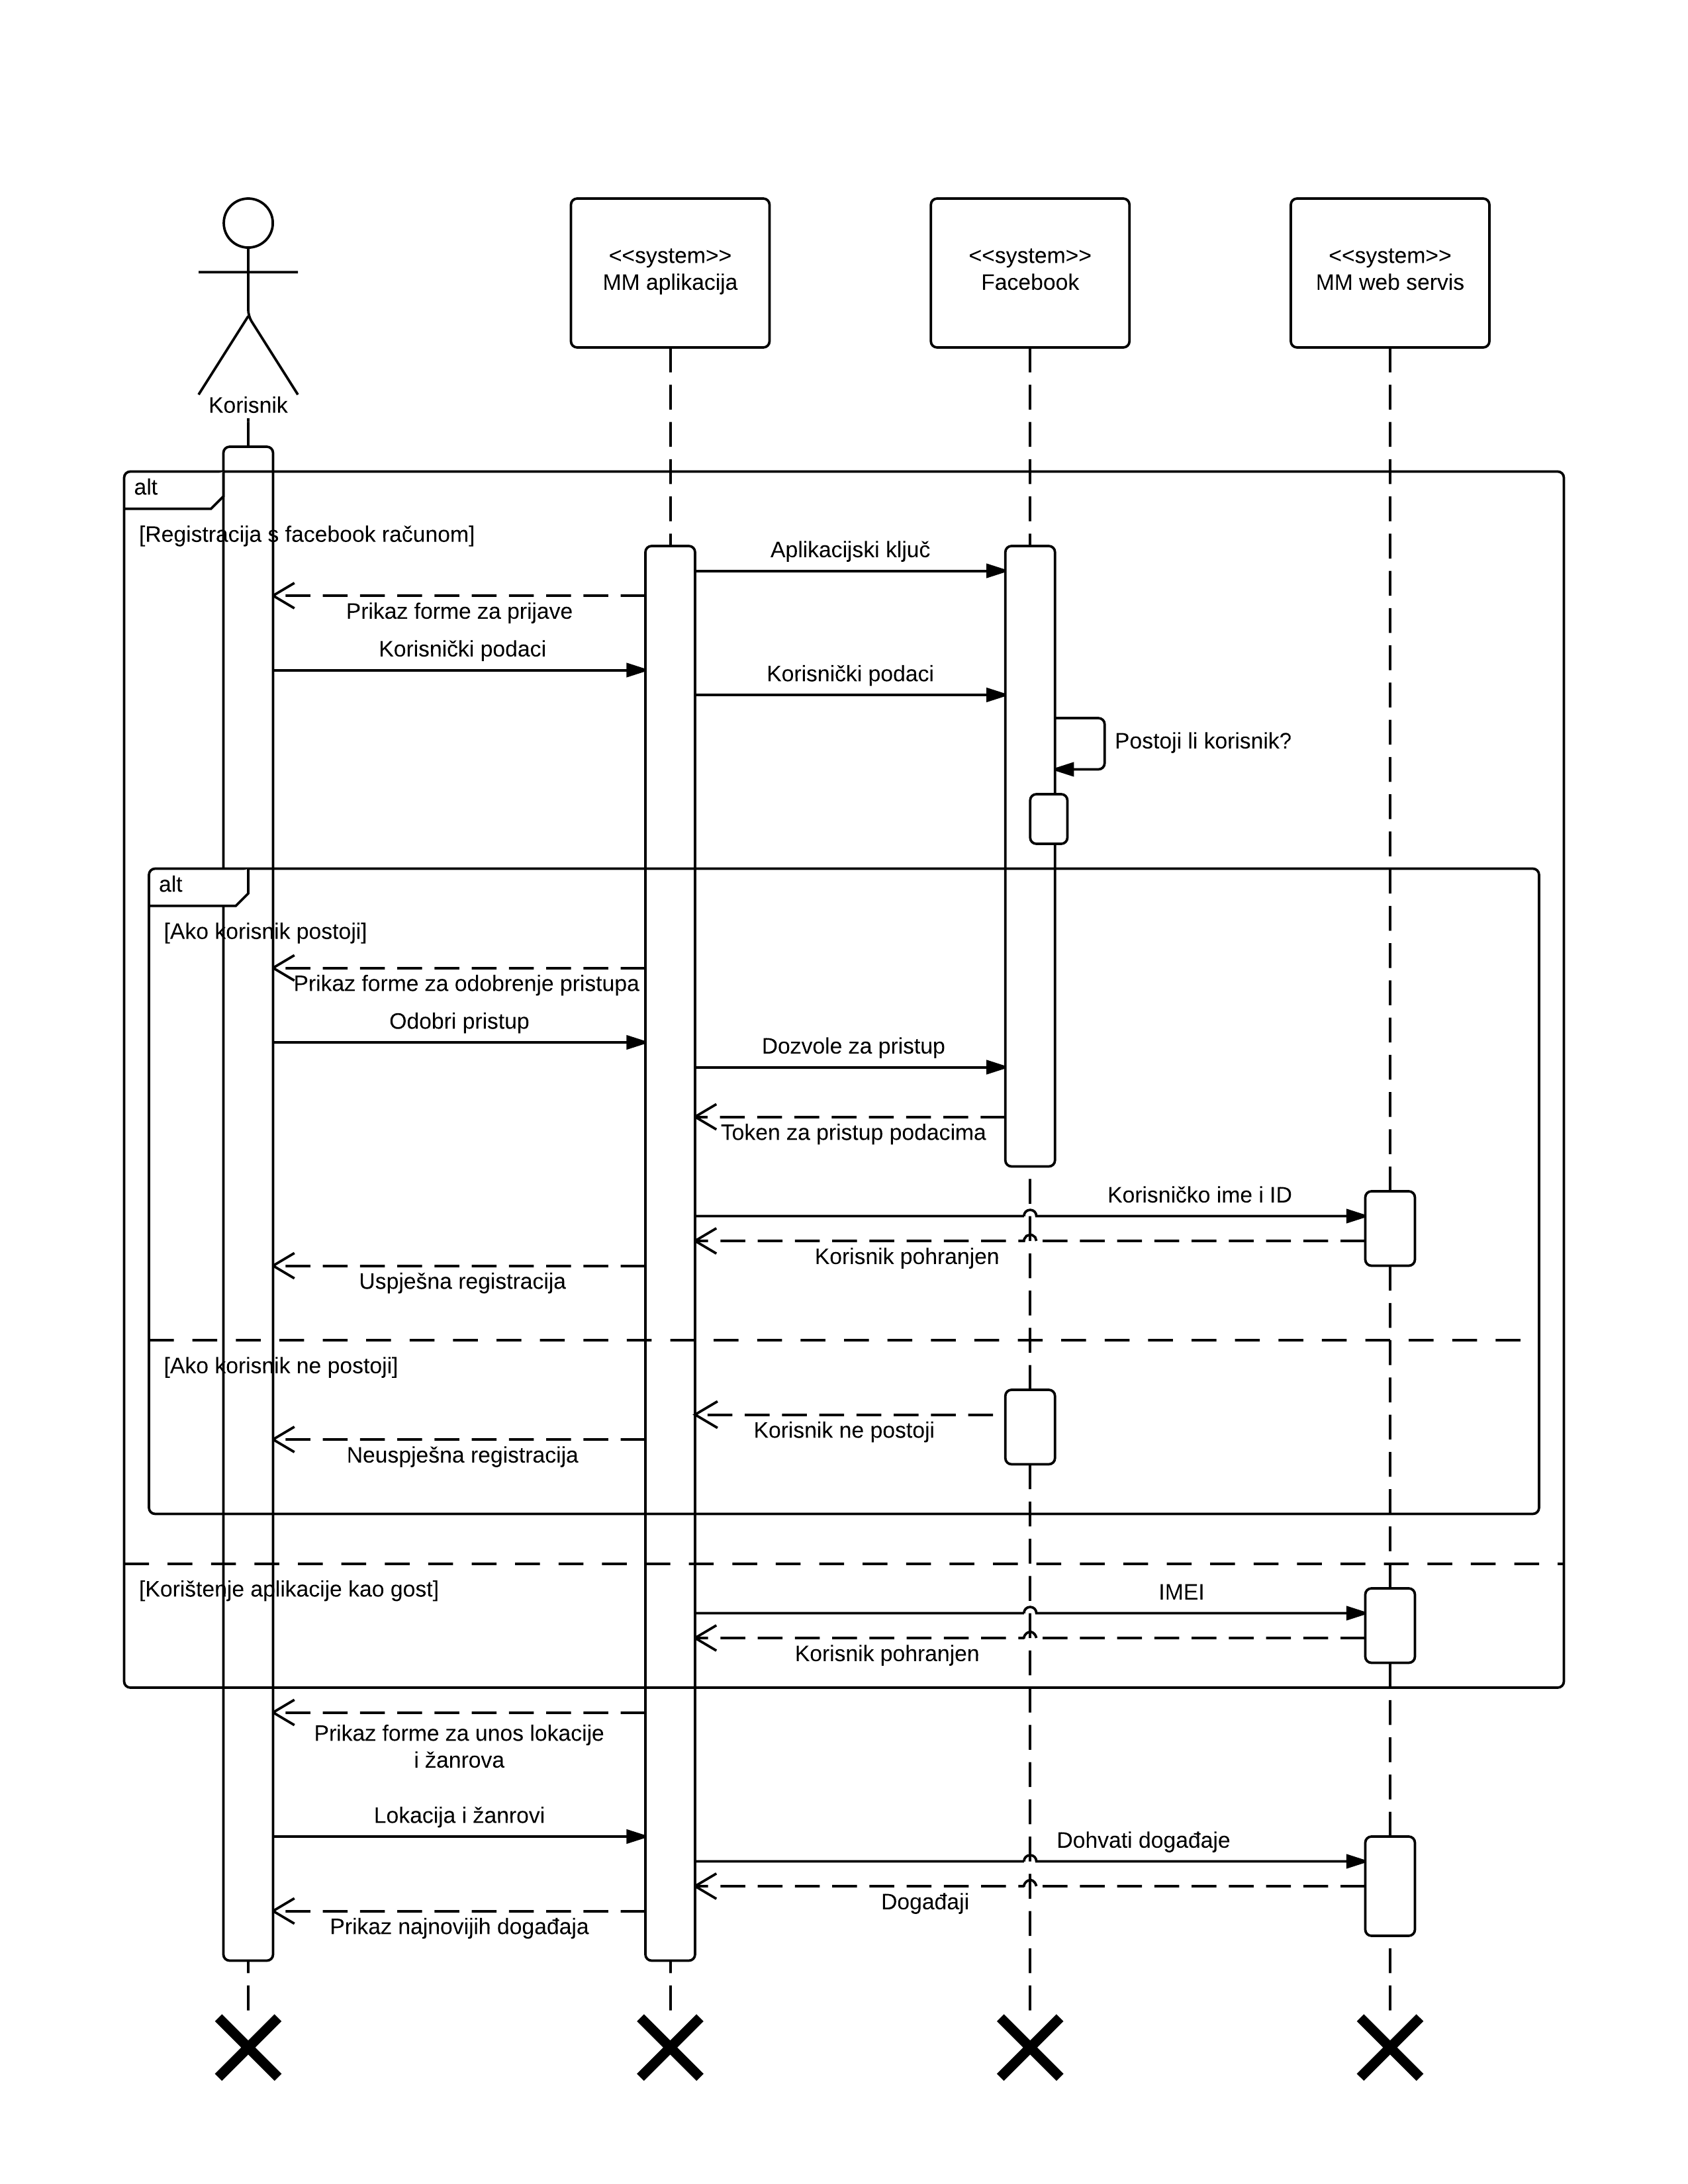 <<system>>
MM aplikacija
<<system>>
Facebook
<<system>>
MM web servis
Korisnik
alt
[Registracija s facebook računom]
Aplikacijski ključ
Prikaz forme za prijave
Korisnički podaci
Korisnički podaci
Postoji li korisnik?
alt
[Ako korisnik postoji]
Prikaz forme za odobrenje pristupa
Odobri pristup
Dozvole za pristup
Token za pristup podacima
Korisničko ime i ID
Korisnik pohranjen
Uspješna registracija
[Ako korisnik ne postoji]
Korisnik ne postoji
Neuspješna registracija
[Korištenje aplikacije kao gost]
IMEI
Korisnik pohranjen
Prikaz forme za unos lokacije
i žanrova
Lokacija i žanrovi
Dohvati događaje
Događaji
Prikaz najnovijih događaja